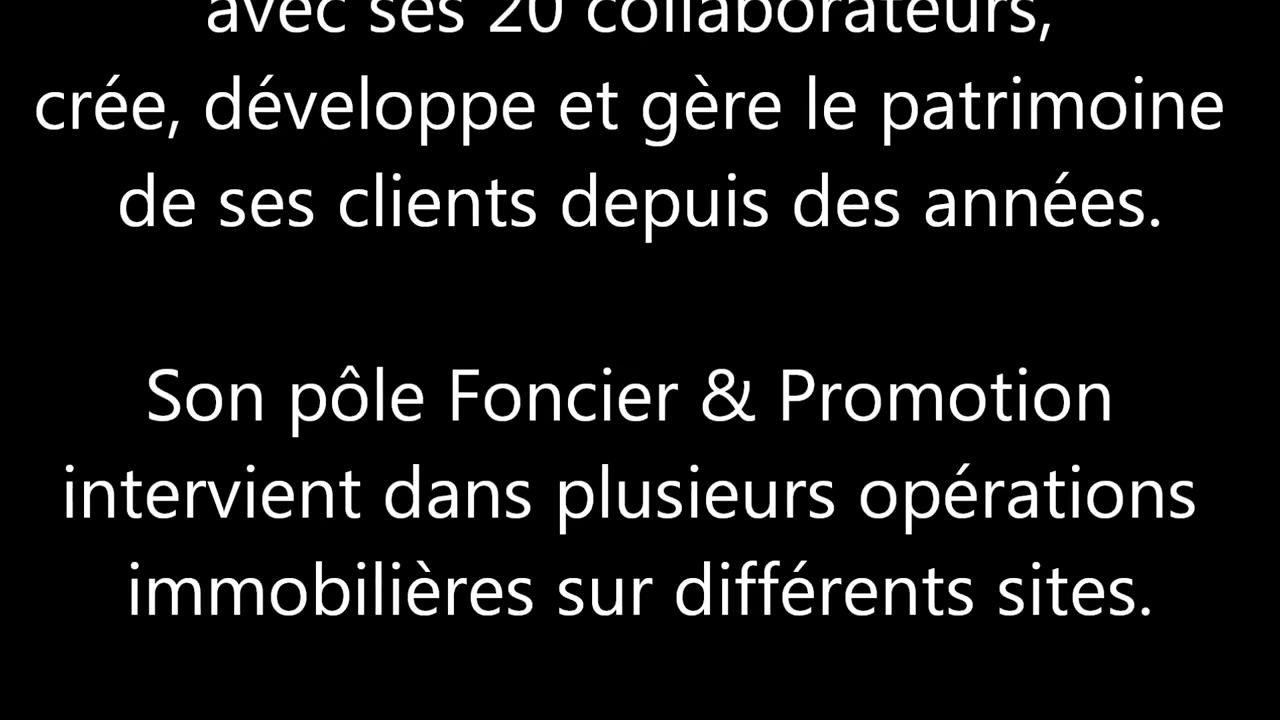 avec ses 20 collaborateurs,
crée, développe et gère le patrimoine
de ses clients depuis des années.
Son pôle Foncier & Promotion
intervient dans plusieurs opérations
immobilières sur différents sites.